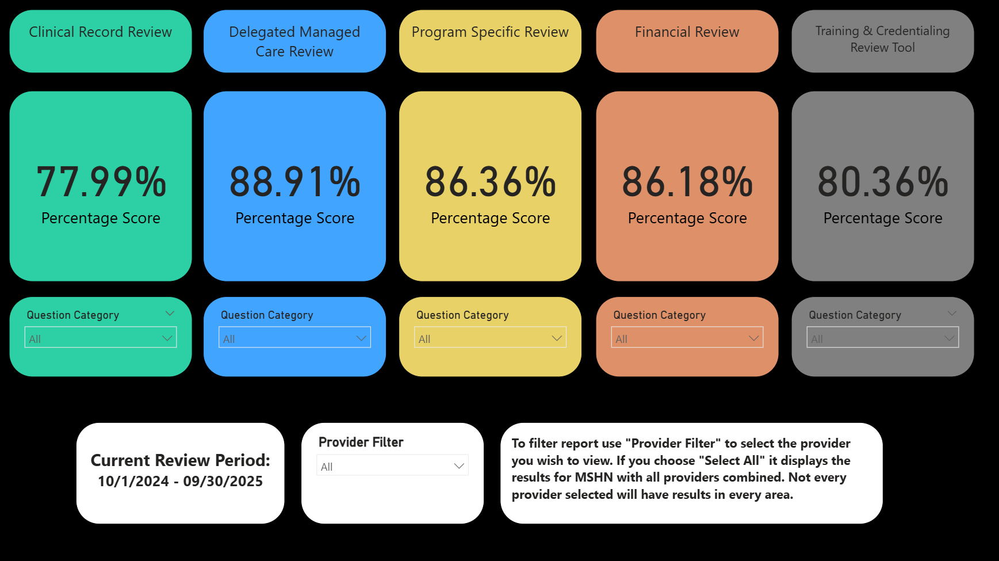 Clinical Record Review
Delegated Managed
Care Review
Program Specific Review
Financial Review
Training & Credentialing
Review Tool
77.99%
Percentage Score
88.91%
Percentage Score
86.36%
Percentage Score
86.18%
Percentage Score
80.36%
Percentage Score
Question Category
All
Question Category
All
Question Category
All
Question Category
All
Question Category
All
Current Review Period:
10/1/2024 - 09/30/2025
Provider Filter
All
To filter report use "Provider Filter" to select the provider
you wish to view. If you choose "Select All" it displays the
results for MSHN with all providers combined. Not every
provider selected will have results in every area.